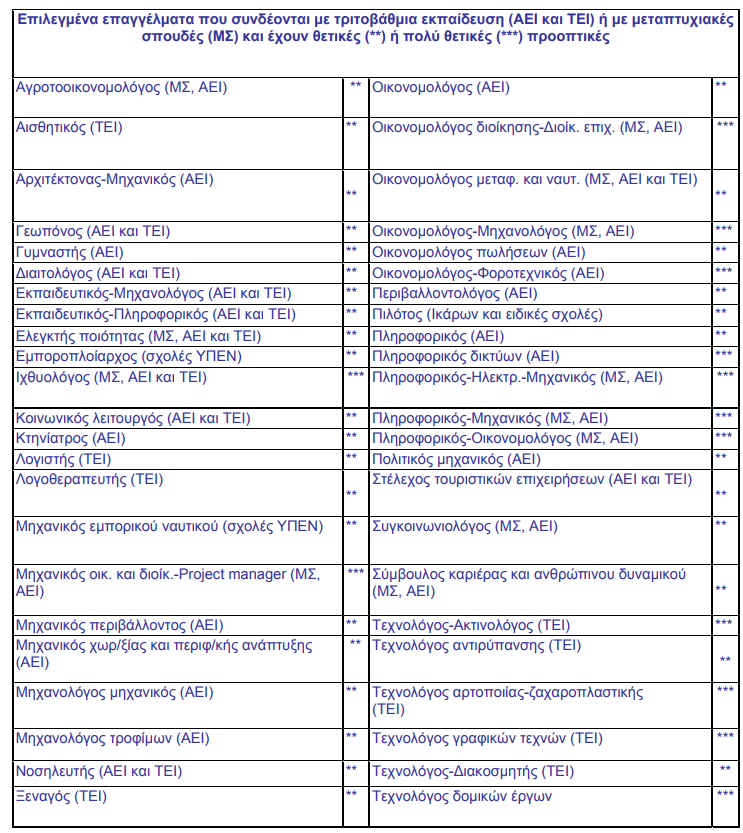 Επιλεγμένα επαγγέλματα που συνδέονται με τριτοβάθμια εκπαίδευση (ΑΕΙ και ΤΕΙ) ή με μεταπτυχιακές
σπουδές (ΜΣ) και έχουν θετικές (**) ή πολύ θετικές (***) προοπτικές
Αγροτοοικονομολόγος (ΜΣ, ΑΕΙ) ** Οικονομολόγος (ΑΕΙ) **
Αισθητικός (ΤΕΙ) ** Οικονομολόγος διοίκησης-Διοίκ. επιχ. (ΜΣ, ΑΕΙ) ***
Αρχιτέκτονας-Μηχανικός (ΑΕΙ) ** Οικονομολόγος μεταφ. και ναυτ. (ΜΣ, ΑΕΙ και ΤΕΙ) **
Γεωπόνος (ΑΕΙ και ΤΕΙ) ** Οικονομολόγος-Μηχανολόγος (ΜΣ, ΑΕΙ) ***
Γυμναστής (ΑΕΙ) ** Οικονομολόγος πωλήσεων (ΑΕΙ) **
Διαιτολόγος (ΑΕΙ και ΤΕΙ) ** Οικονομολόγος-Φοροτεχνικός (ΑΕΙ) ***
Εκπαιδευτικός-Μηχανολόγος (ΑΕΙ και ΤΕΙ) ** Περιβαλλοντολόγος (ΑΕΙ) **
Εκπαιδευτικός-Πληροφορικός (ΑΕΙ και ΤΕΙ) ** Πιλότος (Ικάρων και ειδικές σχολές) **
Ελεγκτής ποιότητας (ΜΣ, ΑΕΙ και ΤΕΙ) ** Πληροφορικός (ΑΕΙ) **
Εμποροπλοίαρχος (σχολές ΥΠΕΝ) ** Πληροφορικός δικτύων (ΑΕΙ) ***
Ιχθυολόγος (ΜΣ, ΑΕΙ και ΤΕΙ) *** Πληροφορικός-Ηλεκτρ.-Μηχανικός (ΜΣ, ΑΕΙ) ***
Κοινωνικός λειτουργός (ΑΕΙ και ΤΕΙ) ** Πληροφορικός-Μηχανικός (ΜΣ, ΑΕΙ) ***
Κτηνίατρος (ΑΕΙ) ** Πληροφορικός-Οικονομολόγος (ΜΣ, ΑΕΙ) ***
Λογιστής (ΤΕΙ) ** Πολιτικός μηχανικός (ΑΕΙ) **
Λογοθεραπευτής (ΤΕΙ) ** Στέλεχος τουριστικών επιχειρήσεων (ΑΕΙ και ΤΕΙ) **
Μηχανικός εμπορικού ναυτικού (σχολές ΥΠΕΝ) ** Συγκοινωνιολόγος (ΜΣ, ΑΕΙ) **
Μηχανικός οικ. και διοίκ.-Project manager (ΜΣ, *** Σύμβουλος καριέρας και ανθρώπινου δυναμικού
ΑΕΙ) (ΜΣ, ΑΕΙ) **
Μηχανικός περιβάλλοντος (ΑΕΙ) ** Τεχνολόγος-Ακτινολόγος (ΤΕΙ) ***
Μηχανικός χωρ/ξίας και περιφ/κής ανάπτυξης ** Τεχνολόγος αντιρύπανσης (ΤΕΙ)
(ΑΕΙ) **
Μηχανολόγος μηχανικός (ΑΕΙ) ** Τεχνολόγος αρτοποιίας-ζαχαροπλαστικής ***
(ΤΕΙ)
Μηχανολόγος τροφίμων (ΑΕΙ) ** Τεχνολόγος γραφικών τεχνών (ΤΕΙ) ***
Νοσηλευτής (ΑΕΙ και ΤΕΙ) ** Τεχνολόγος-Διακοσμητής (ΤΕΙ) **
Ξεναγός (ΤΕΙ) ** Τεχνολόγος δομικών έργων ***